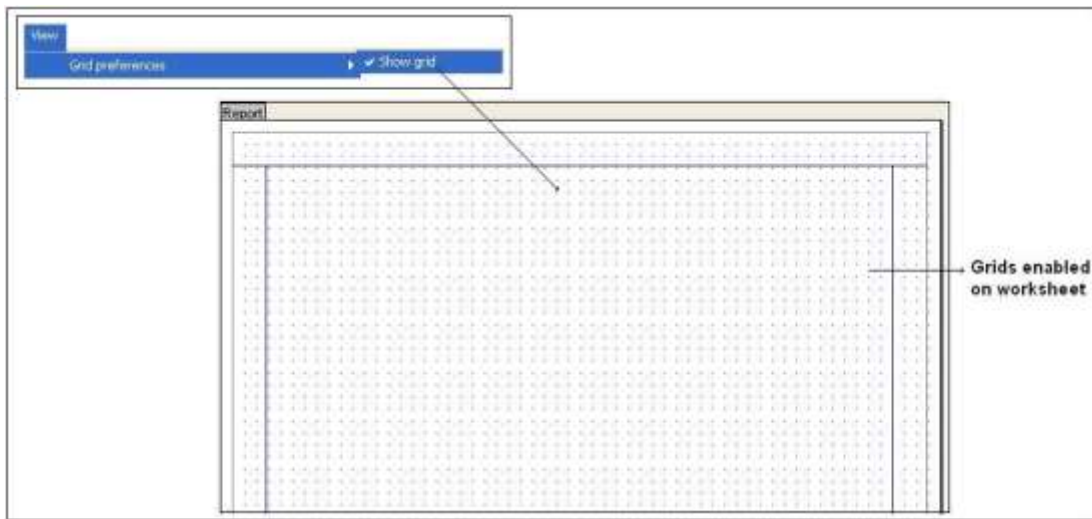 View
Grid preferences
Show grid
Report
Grids enabled
on worksheet